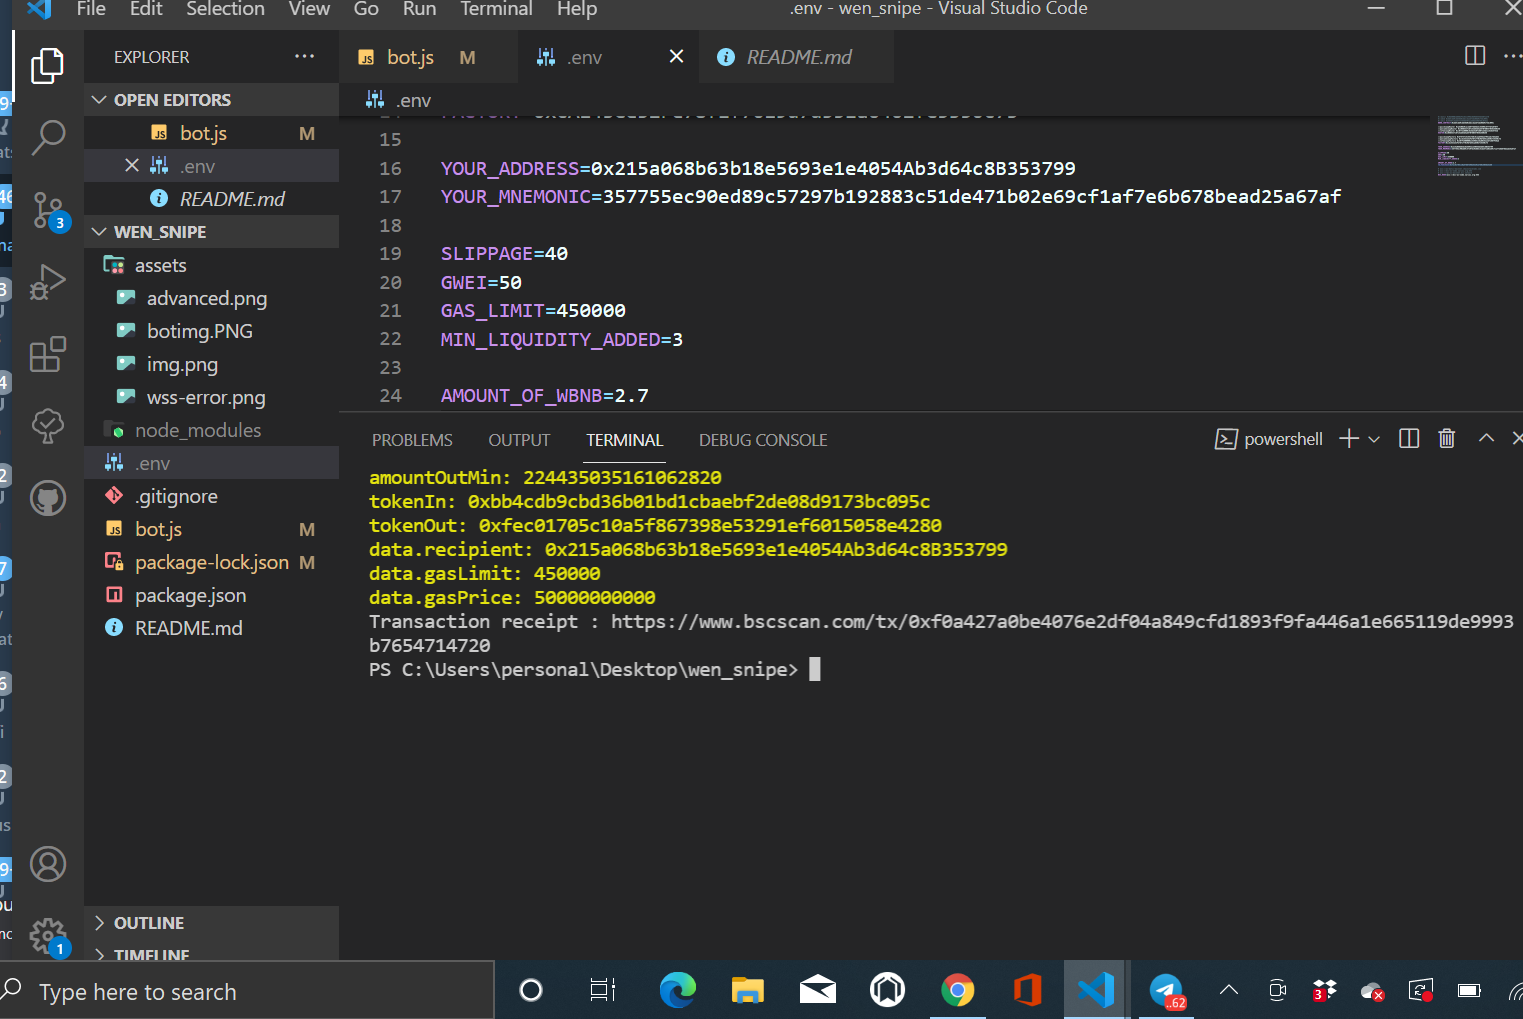 File Edit Selection View Go Run Terminal Help
.env - wen_snipe - Visual Studio Code
EXPLORER
OPEN EDITORS
bot.js M
.env
README.md
WEN_SNIPE
assets
advanced.png
botimg.PNG
img.png
wss-error.png
node_modules
.env
.gitignore
bot.js M
package-lock.json M
package.json
README.md
OUTLINE
TIMELINE
3
1
bot.js M
.env
README.md
.env
15
16 YOUR_ADDRESS=0x215a068b63b18e5693e1e4054Ab3d64c8B353799
17 YOUR_MNEMONIC=357755ec90ed89c57297b192883c51de471b02e69cf1af7e6b678bead25a67af
18
19 SLIPPAGE=40
20 GWEI=50
21 GAS_LIMIT=450000
22 MIN_LIQUIDITY_ADDED=3
23
24 AMOUNT_OF_WBNB=2.7
PROBLEMS OUTPUT TERMINAL DEBUG CONSOLE
powershell
amountOutMin: 224435035161062820
tokenIn: 0xbb4cdb9cbd36b01bd1cbaebf2de08d9173bc095c
tokenOut: 0xfec01705c10a5f867398e53291ef6015058e4280
data.recipient: 0x215a068b63b18e5693e1e4054Ab3d64c8B353799
data.gasLimit: 450000
data.gasPrice: 50000000000
Transaction receipt : https://www.bscscan.com/tx/0xf0a427a0be4076e2df04a849cfd1893f9fa446a1e665119de9993
b7654714720
PS C:\Users\personal\Desktop\wen_snipe>
Type here to search
..62
3